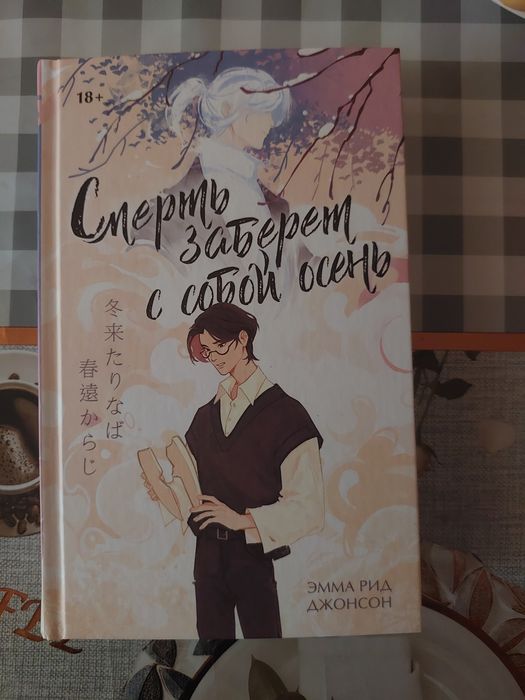 18+
Смерть
заберет
с собой осень
冬来たりなば
春遠からじ
ЭММА РИД
ДЖОНСОН